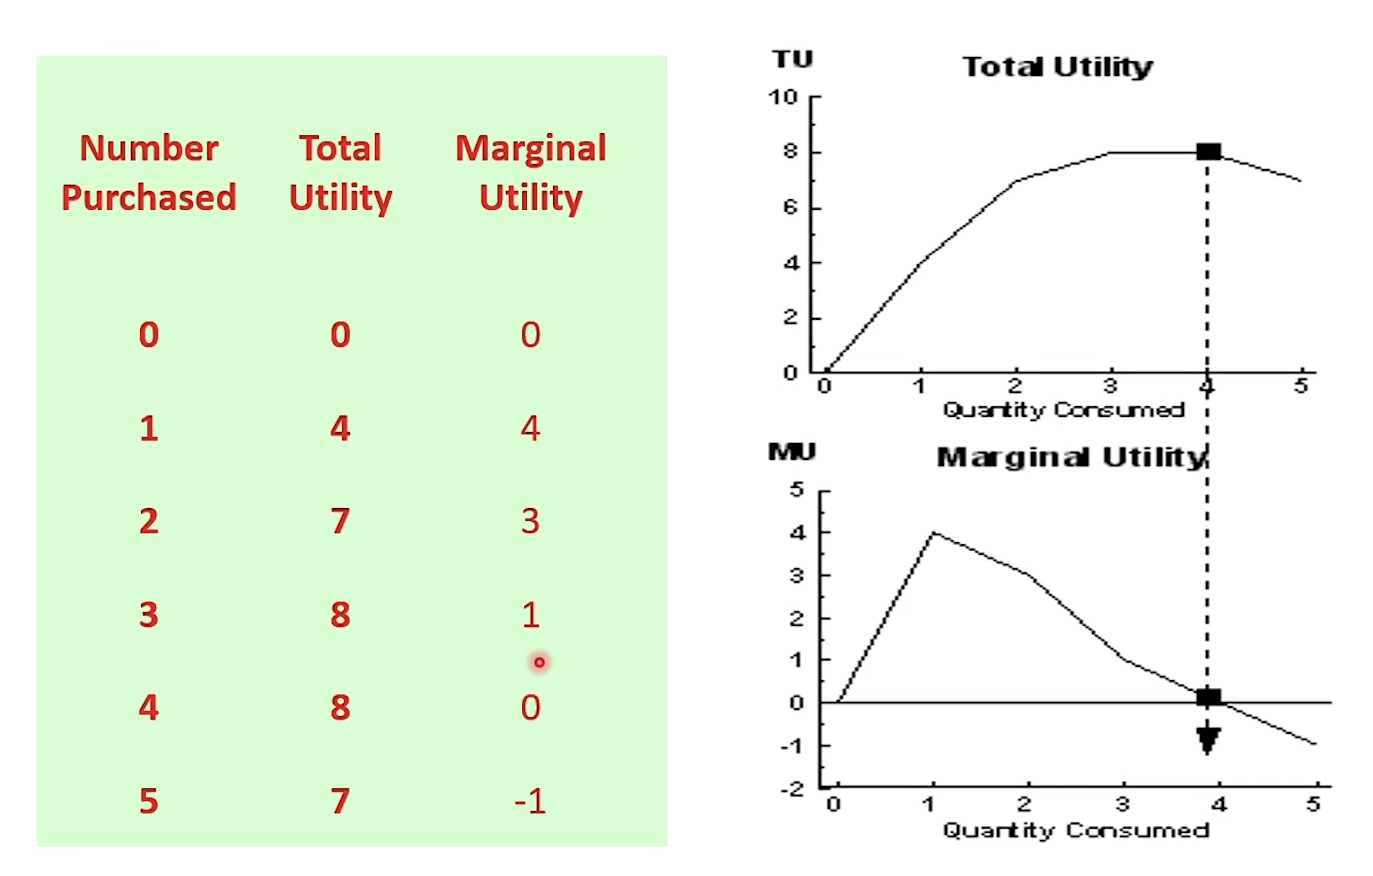 Number Total Marginal
Purchased Utility Utility
0 0 0
1 4 4
2 7 3
3 8 1
4 8 0
5 7 -1
TU
Total Utility
10
8
6
4
2
0
0 1 2 3 4 5
Quantity Consumed
MU
Marginal Utility
5
4
3
2
1
0
-1
-2
0 1 2 3 4 5
Quantity Consumed